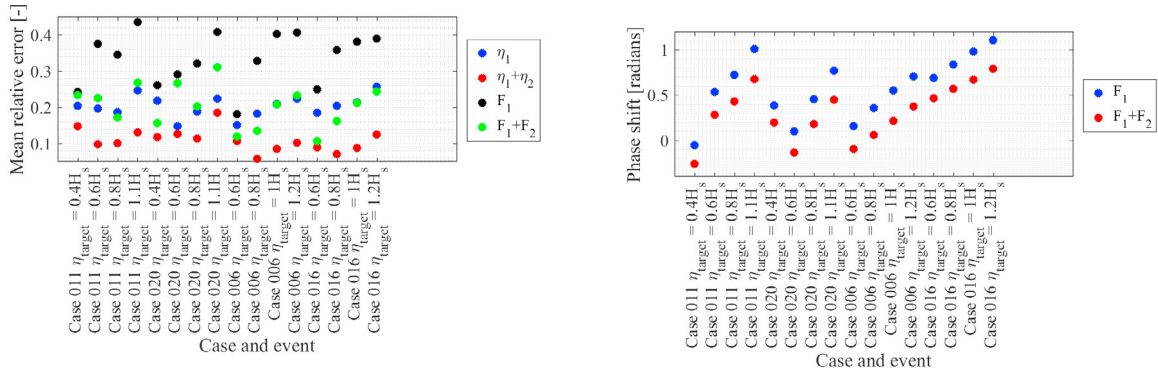 Mean relative error [-]
0.4
0.3
0.2
0.1
Case 011 η_target = 0.4H_s
Case 011 η_target = 0.6H_s
Case 011 η_target = 0.8H_s
Case 011 η_target = 1.1H_s
Case 020 η_target = 0.4H_s
Case 020 η_target = 0.6H_s
Case 020 η_target = 0.8H_s
Case 020 η_target = 1.1H_s
Case 006 η_target = 0.6H_s
Case 006 η_target = 0.8H_s
Case 006 η_target = 1H_s
Case 006 η_target = 1.2H_s
Case 016 η_target = 0.6H_s
Case 016 η_target = 0.8H_s
Case 016 η_target = 1H_s
Case 016 η_target = 1.2H_s
Case and event
η₁
η₁+η₂
F₁
F₁+F₂
Phase shift [radians]
1
0.5
0
Case 011 η_target = 0.4H_s
Case 011 η_target = 0.6H_s
Case 011 η_target = 0.8H_s
Case 011 η_target = 1.1H_s
Case 020 η_target = 0.4H_s
Case 020 η_target = 0.6H_s
Case 020 η_target = 0.8H_s
Case 020 η_target = 1.1H_s
Case 006 η_target = 0.6H_s
Case 006 η_target = 0.8H_s
Case 006 η_target = 1H_s
Case 006 η_target = 1.2H_s
Case 016 η_target = 0.6H_s
Case 016 η_target = 0.8H_s
Case 016 η_target = 1H_s
Case 016 η_target = 1.2H_s
Case and event
F₁
F₁+F₂